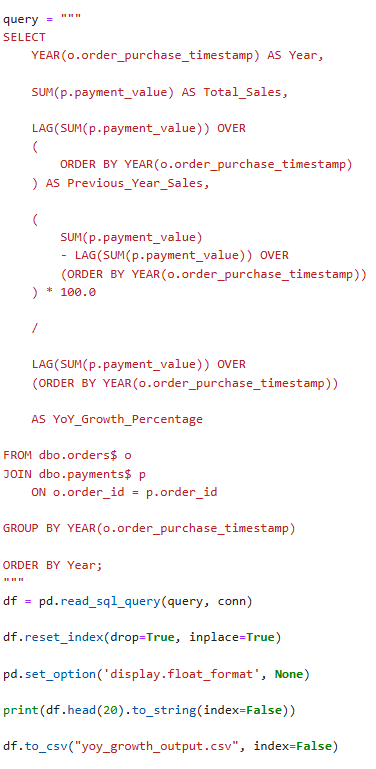 query = """
SELECT
    YEAR(o.order_purchase_timestamp) AS Year,

    SUM(p.payment_value) AS Total_Sales,

    LAG(SUM(p.payment_value)) OVER
    (
        ORDER BY YEAR(o.order_purchase_timestamp)
    ) AS Previous_Year_Sales,

    (
        SUM(p.payment_value)
        - LAG(SUM(p.payment_value)) OVER
        (ORDER BY YEAR(o.order_purchase_timestamp))
    ) * 100.0

    /

    LAG(SUM(p.payment_value)) OVER
    (ORDER BY YEAR(o.order_purchase_timestamp))

    AS YoY_Growth_Percentage

FROM dbo.orders$ o
JOIN dbo.payments$ p
    ON o.order_id = p.order_id

GROUP BY YEAR(o.order_purchase_timestamp)

ORDER BY Year;
"""
df = pd.read_sql_query(query, conn)

df.reset_index(drop=True, inplace=True)

pd.set_option('display.float_format', None)

print(df.head(20).to_string(index=False))

df.to_csv("yoy_growth_output.csv", index=False)